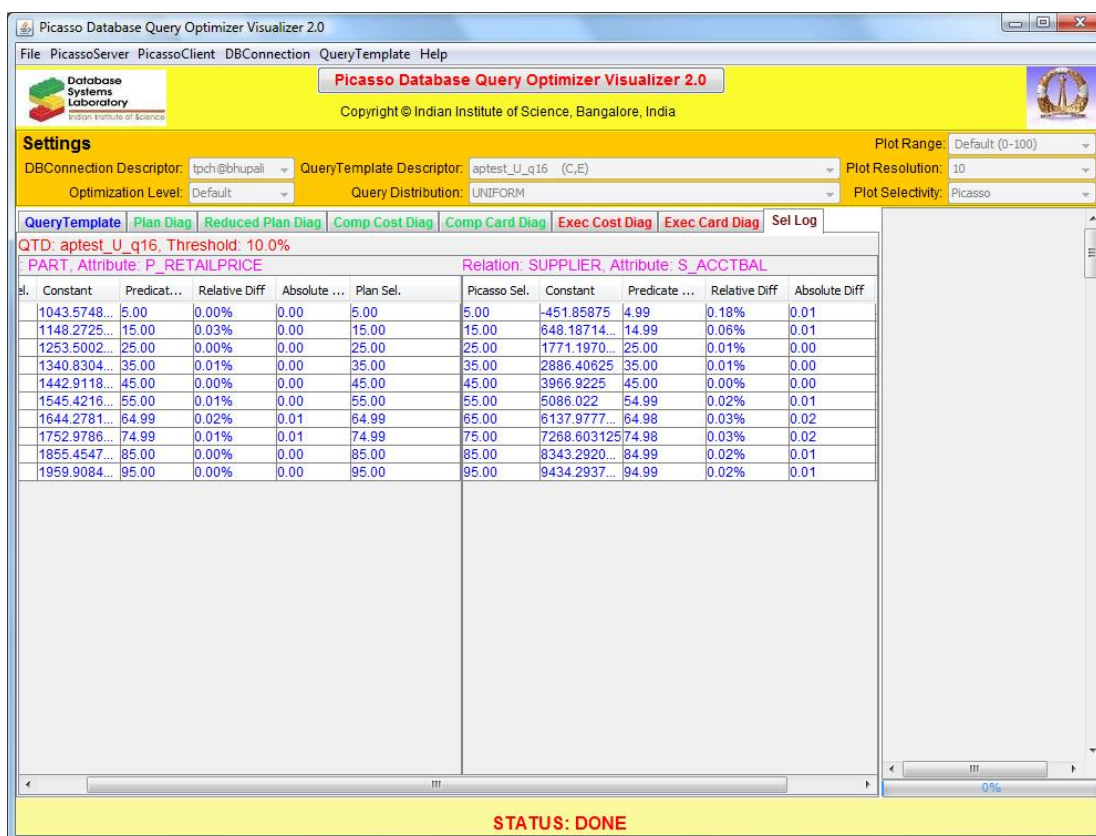 Picasso Database Query Optimizer Visualizer 2.0
File PicassoServer PicassoClient DBConnection QueryTemplate Help
Database
Systems
Laboratory
Indian Institute of Science
Picasso Database Query Optimizer Visualizer 2.0
Copyright © Indian Institute of Science, Bangalore, India
Settings
Plot Range: Default (0-100)
DBConnection Descriptor: tpch@bhupali QueryTemplate Descriptor: aptest_U_q16 (C,E) Plot Resolution: 10
Optimization Level: Default Query Distribution: UNIFORM Plot Selectivity: Picasso
QueryTemplate Plan Diag Reduced Plan Diag Comp Cost Diag Comp Card Diag Exec Cost Diag Exec Card Diag Sel Log
QTD: aptest_U_q16, Threshold: 10.0%
: PART, Attribute: P_RETAILPRICE Relation: SUPPLIER, Attribute: S_ACCTBAL
el. Constant Predicat... Relative Diff Absolute ... Plan Sel. Picasso Sel. Constant Predicate ... Relative Diff Absolute Diff
1043.5748... 5.00 0.00% 0.00 5.00 5.00 -451.85875 4.99 0.18% 0.01
1148.2725... 15.00 0.03% 0.00 15.00 15.00 648.18714... 14.99 0.06% 0.01
1253.5002... 25.00 0.00% 0.00 25.00 25.00 1771.1970... 25.00 0.01% 0.00
1340.8304... 35.00 0.01% 0.00 35.00 35.00 2886.40625 35.00 0.01% 0.00
1442.9118... 45.00 0.00% 0.00 45.00 45.00 3966.9225 45.00 0.00% 0.00
1545.4216... 55.00 0.01% 0.00 55.00 55.00 5086.022 54.99 0.02% 0.01
1644.2781... 64.99 0.02% 0.01 64.99 65.00 6137.9777... 64.98 0.03% 0.02
1752.9786... 74.99 0.01% 0.01 74.99 75.00 7268.603125 74.98 0.03% 0.02
1855.4547... 85.00 0.00% 0.00 85.00 85.00 8343.2920... 84.99 0.02% 0.01
1959.9084... 95.00 0.00% 0.00 95.00 95.00 9434.2937... 94.99 0.02% 0.01
0%
STATUS: DONE